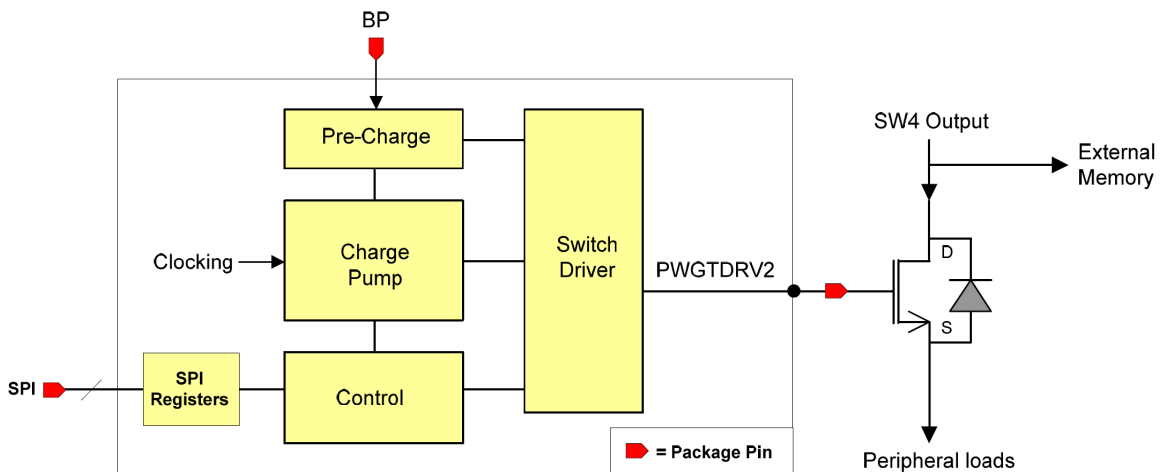 BP
Pre-Charge
SW4 Output
External
Memory
Clocking
Charge
Pump
Switch
Driver
PWGTDRV2
D
S
SPI
SPI
Registers
Control
= Package Pin
Peripheral loads